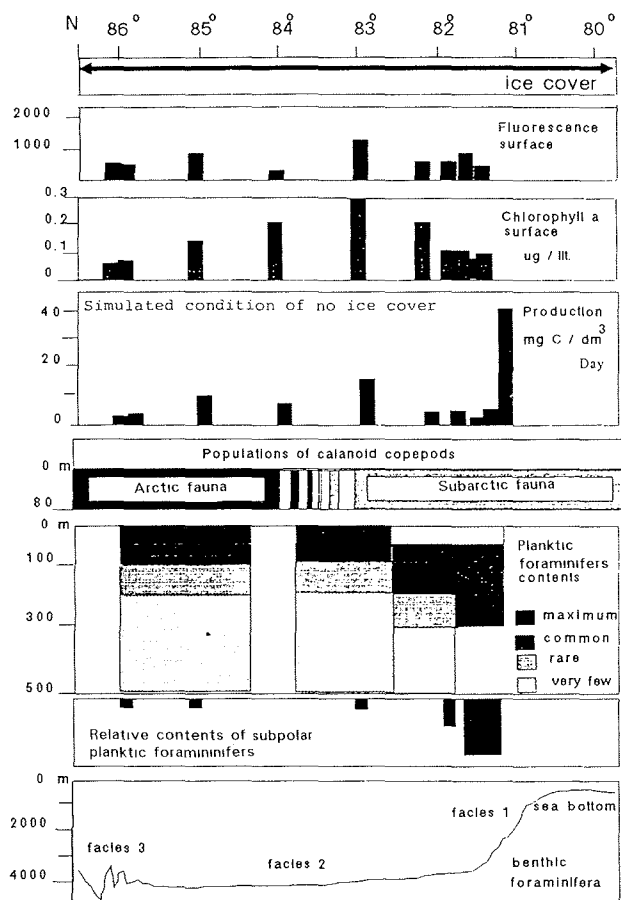 N 86° 85° 84° 83° 82° 81° 80°
ice cover
2000
1000
Fluorescence
surface
0.3
0.2
0.1
0
Chlorophyll a
surface
ug / lit.
Simulated condition of no ice cover
40
20
0
Production
mg C / dm³
Day
Populations of calanoid copepods
0 m
80
Arctic fauna
Subarctic fauna
0 m
100
300
500
Planktic
foraminifers
contents
maximum
common
rare
very few
Relative contents of subpolar
planktic foramininifers
0 m
2000
4000
facies 1
sea bottom
facies 3
facies 2
benthic
foraminifera